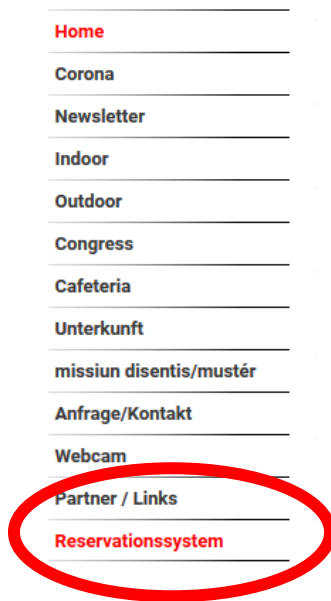 Home
Corona
Newsletter
Indoor
Outdoor
Congress
Cafeteria
Unterkunft
missiun disentis/mustér
Anfrage/Kontakt
Webcam
Partner / Links
Reservationssystem